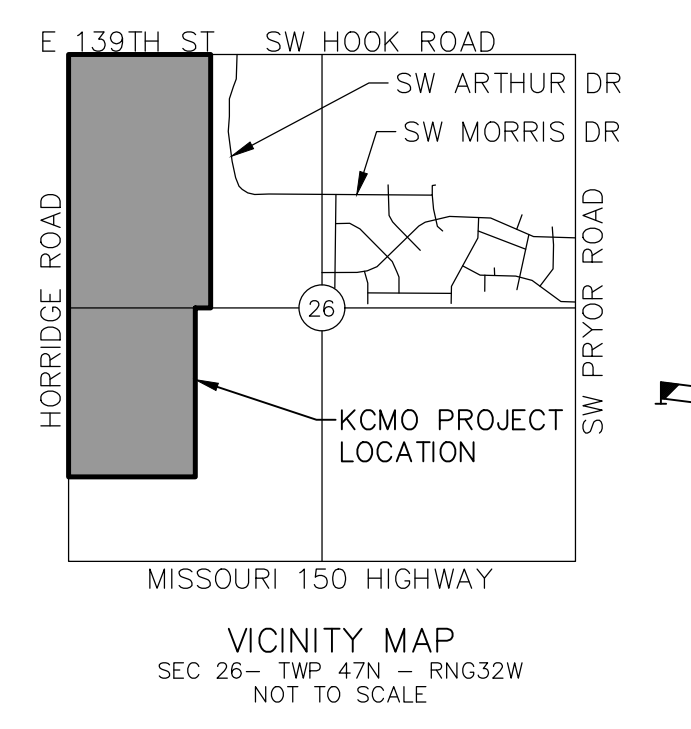 E 139TH ST
SW HOOK ROAD
SW ARTHUR DR
SW MORRIS DR
HORRIDGE ROAD
SW PRYOR ROAD
26
KCMO PROJECT
LOCATION
MISSOURI 150 HIGHWAY
VICINITY MAP
SEC 26– TWP 47N – RNG32W
NOT TO SCALE